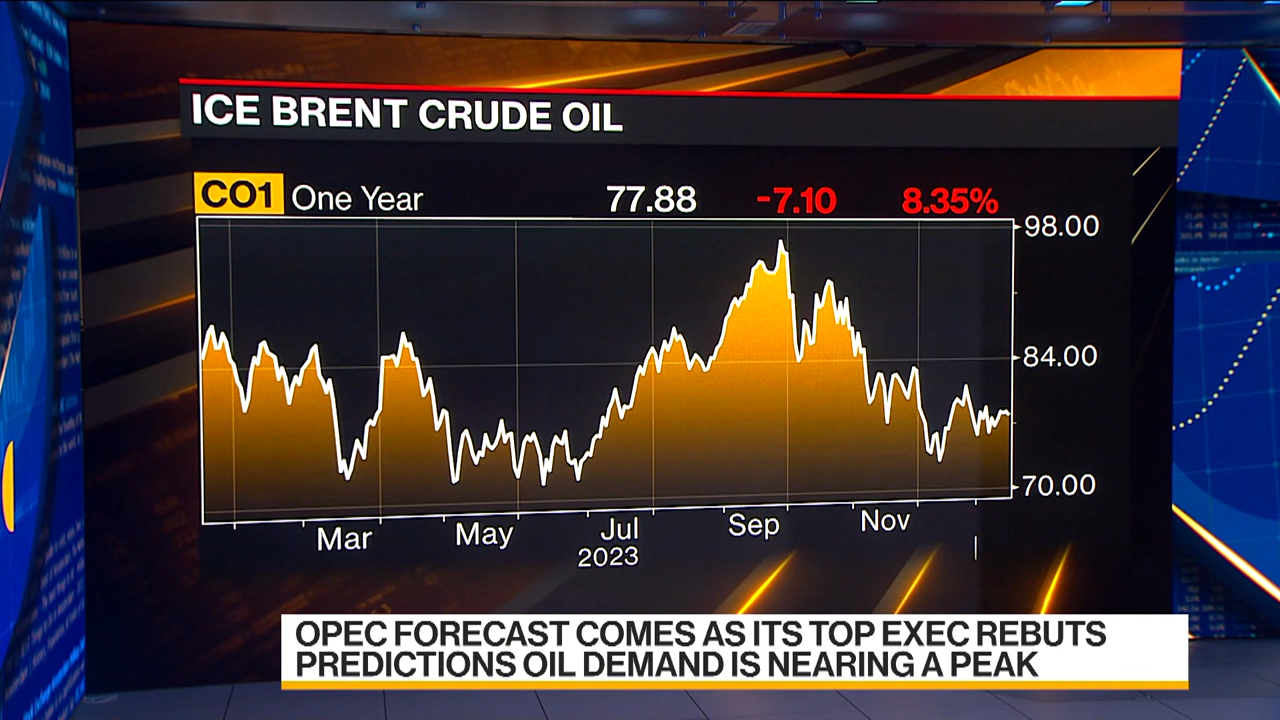 ICE BRENT CRUDE OIL
CO1 One Year 77.88 -7.10 8.35%
98.00
84.00
70.00
Mar May Jul Sep Nov
2023
OPEC FORECAST COMES AS ITS TOP EXEC REBUTS
PREDICTIONS OIL DEMAND IS NEARING A PEAK